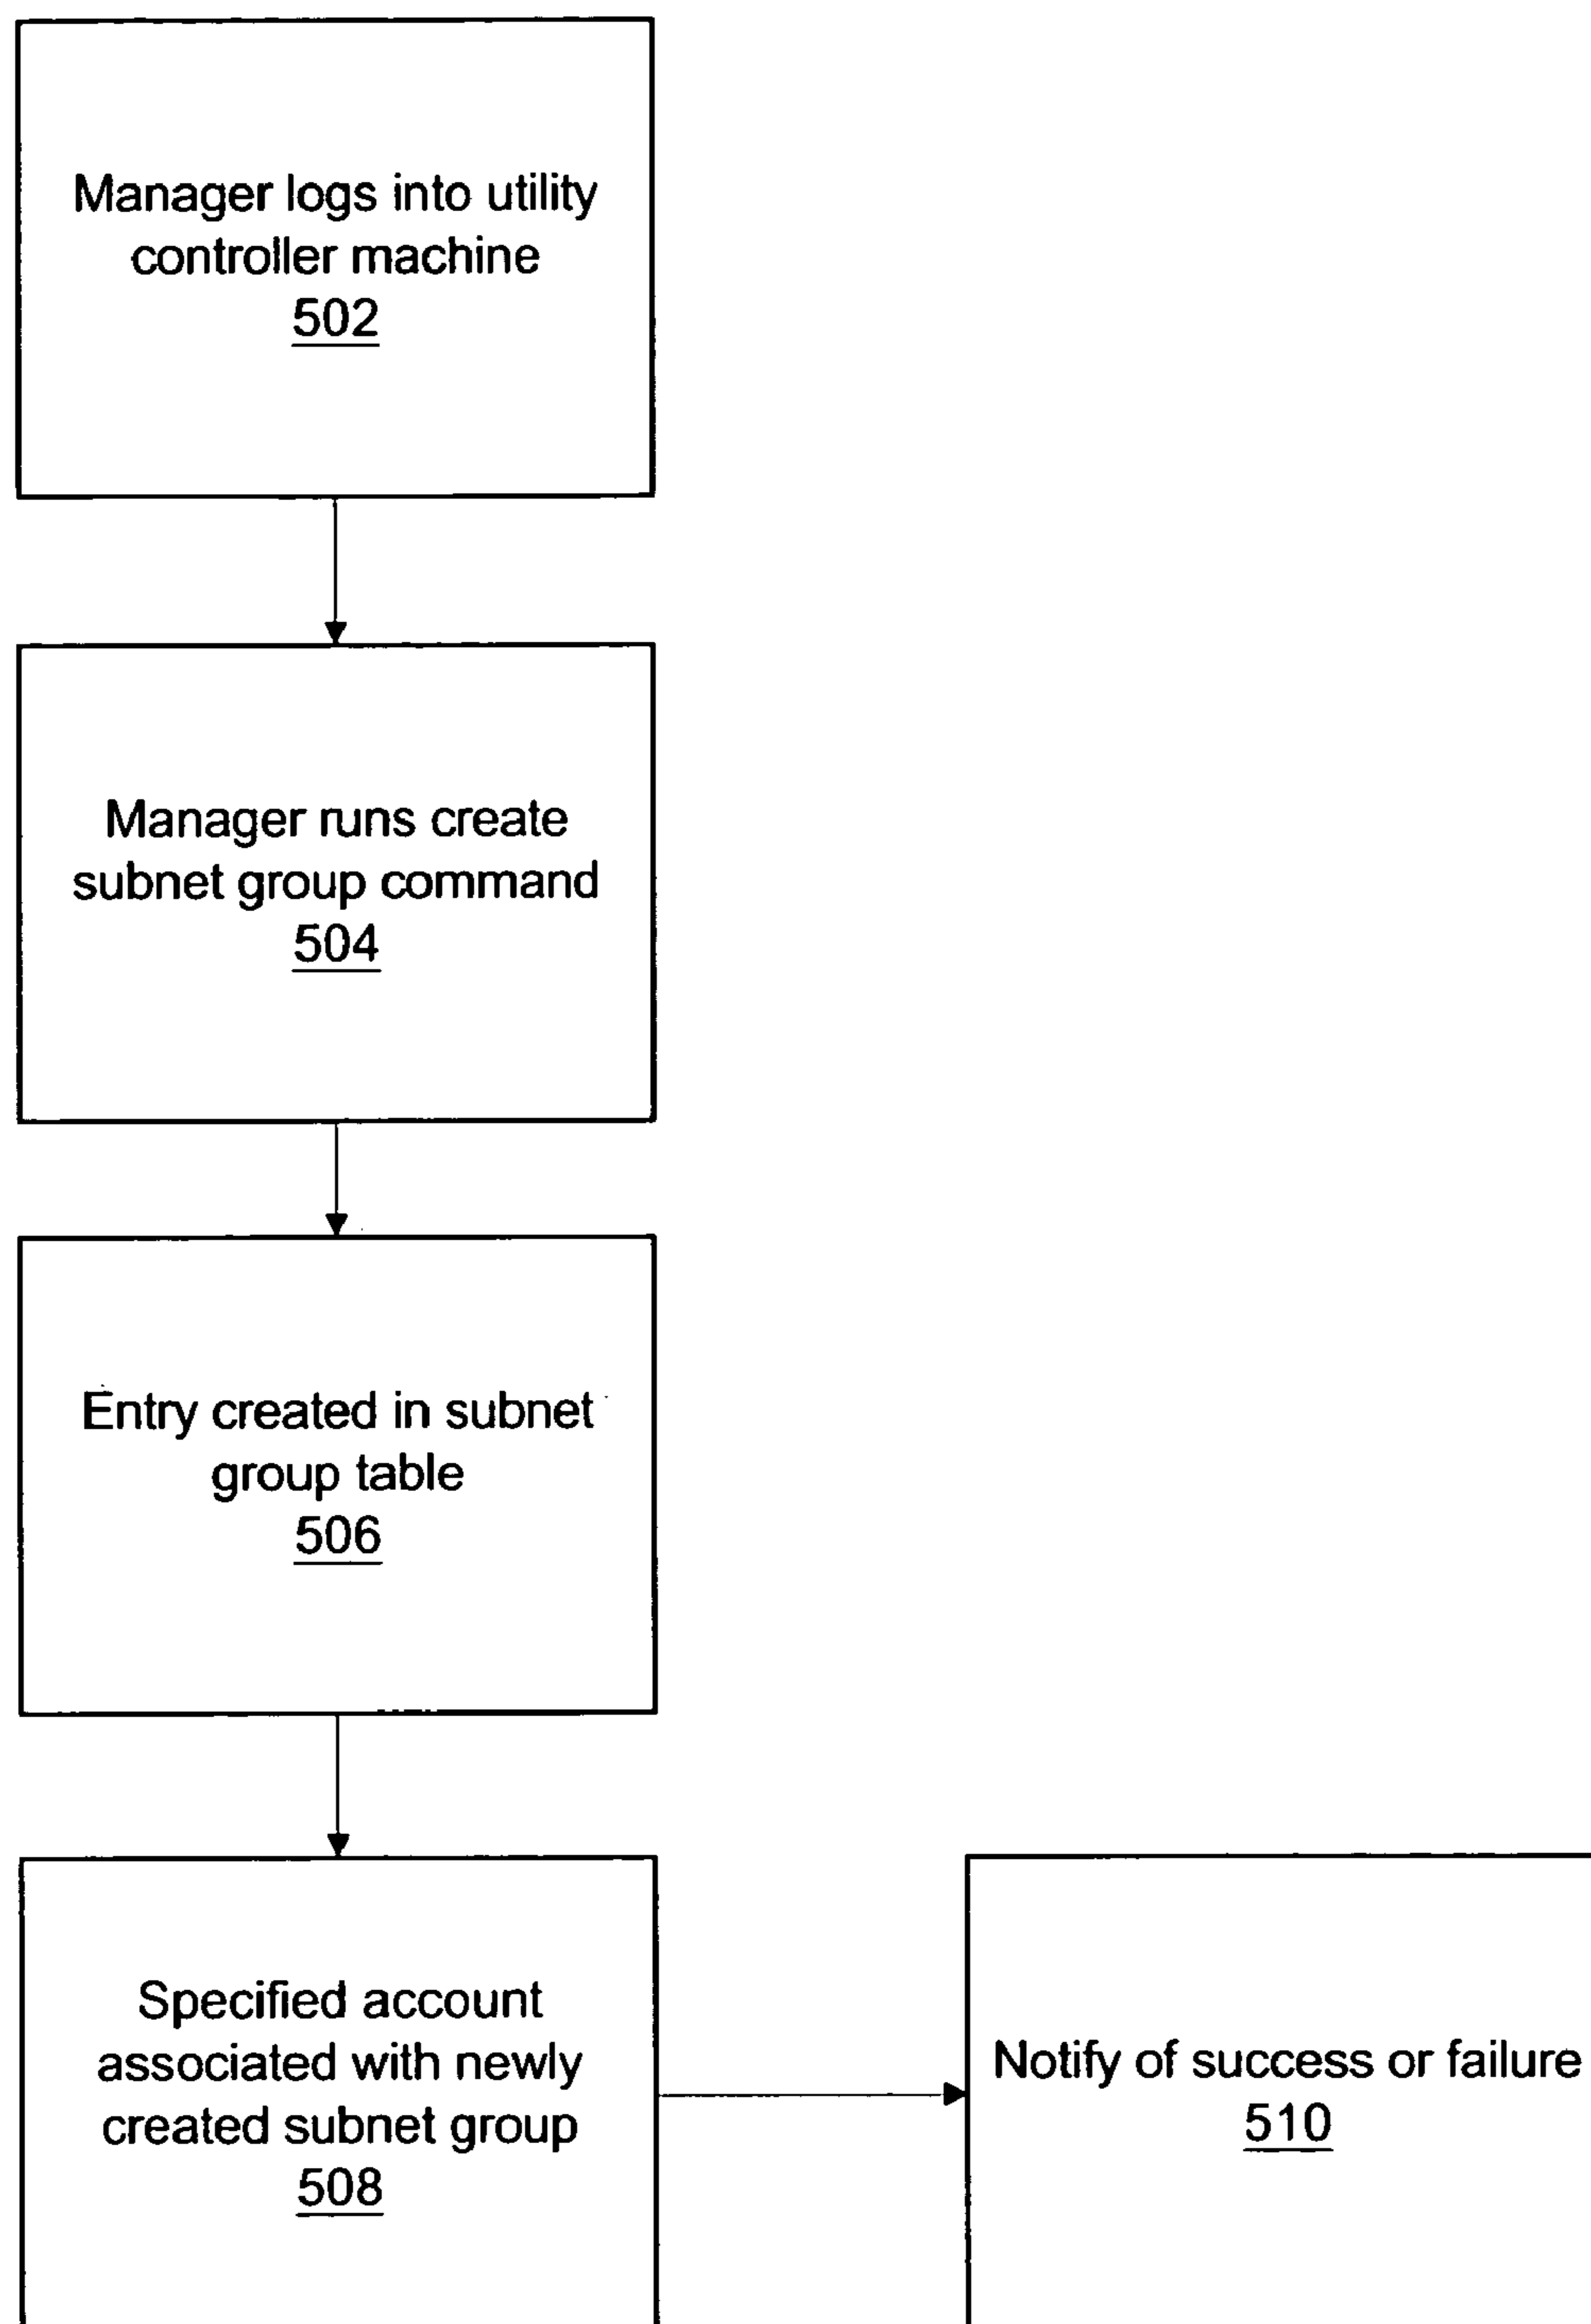 Manager logs into utility
controller machine
502
Manager runs create
subnet group command
504
Entry created in subnet
group table
506
Specified account
associated with newly
created subnet group
508
Notify of success or failure
510